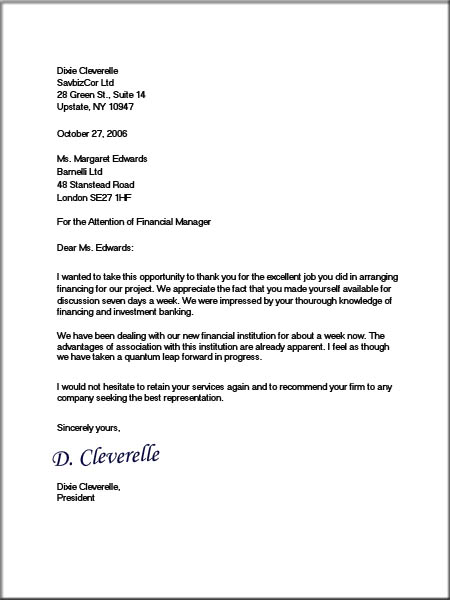 Dixie Cleverelle
SavbizCor Ltd
28 Green St., Suite 14
Upstate, NY 10947
October 27, 2006
Ms. Margaret Edwards
Barnelli Ltd
48 Stanstead Road
London SE27 1HF
For the Attention of Financial Manager
Dear Ms. Edwards:
I wanted to take this opportunity to thank you for the excellent job you did in arranging
financing for our project. We appreciate the fact that you made yourself available for
discussion seven days a week. We were impressed by your thourough knowledge of
financing and investment banking.
We have been dealing with our new financial institution for about a week now. The
advantages of association with this institution are already apparent. I feel as though
we have taken a quantum leap forward in progress.
I would not hesitate to retain your services again and to recommend your firm to any
company seeking the best representation.
Sincerely yours,
D. Cleverelle
Dixie Cleverelle,
President